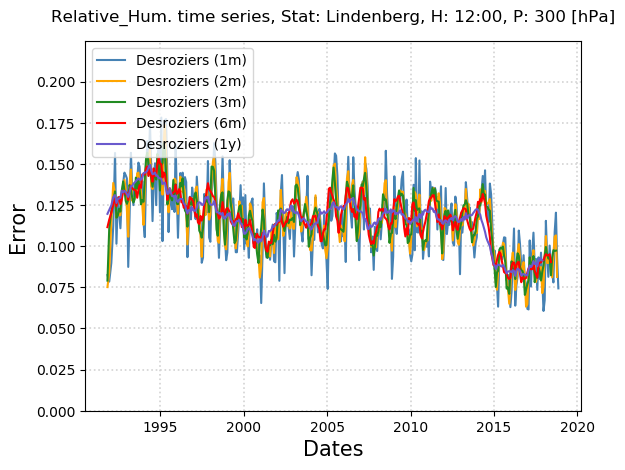 Relative_Hum. time series, Stat: Lindenberg, H: 12:00, P: 300 [hPa]
Desroziers (1m)
Desroziers (2m)
Desroziers (3m)
Desroziers (6m)
Desroziers (1y)
Error
0.200
0.175
0.150
0.125
0.100
0.075
0.050
0.025
0.000
1995 2000 2005 2010 2015 2020
Dates